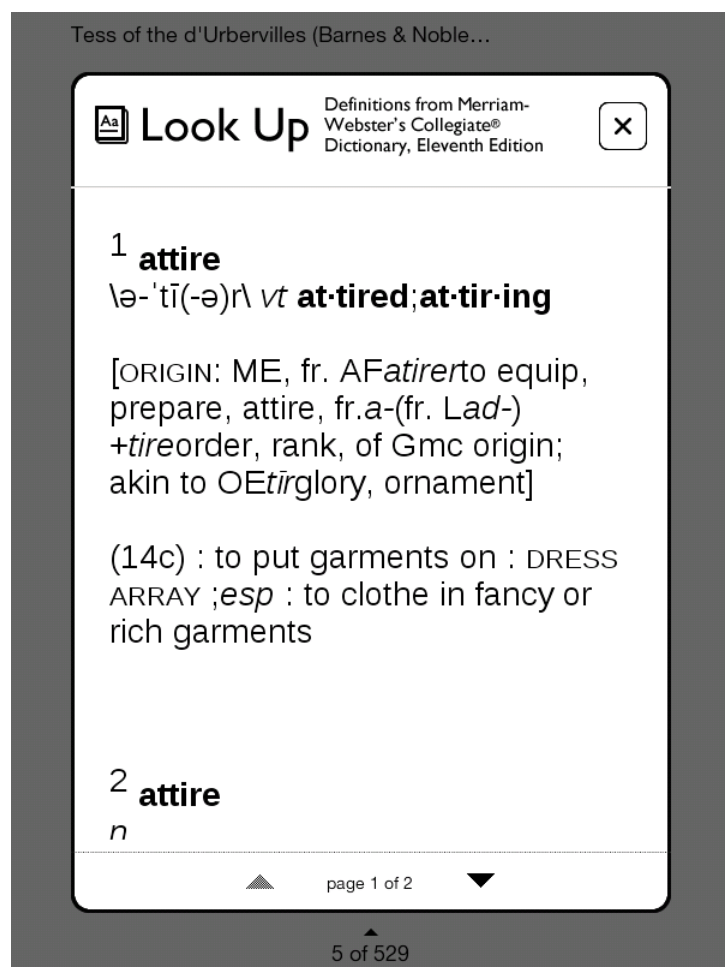 Tess of the d'Urbervilles (Barnes & Noble…
Aa
Look Up
Definitions from Merriam-
Webster's Collegiate®
Dictionary, Eleventh Edition
1 attire
\ə-ˈtī(-ə)r\ vt at·tired;at·tir·ing
[ORIGIN: ME, fr. AFatirerto equip,
prepare, attire, fr.a-(fr. Lad-)
+tireorder, rank, of Gmc origin;
akin to OEtīrglory, ornament]
(14c) : to put garments on : DRESS
ARRAY ;esp : to clothe in fancy or
rich garments
2 attire
n
page 1 of 2
5 of 529